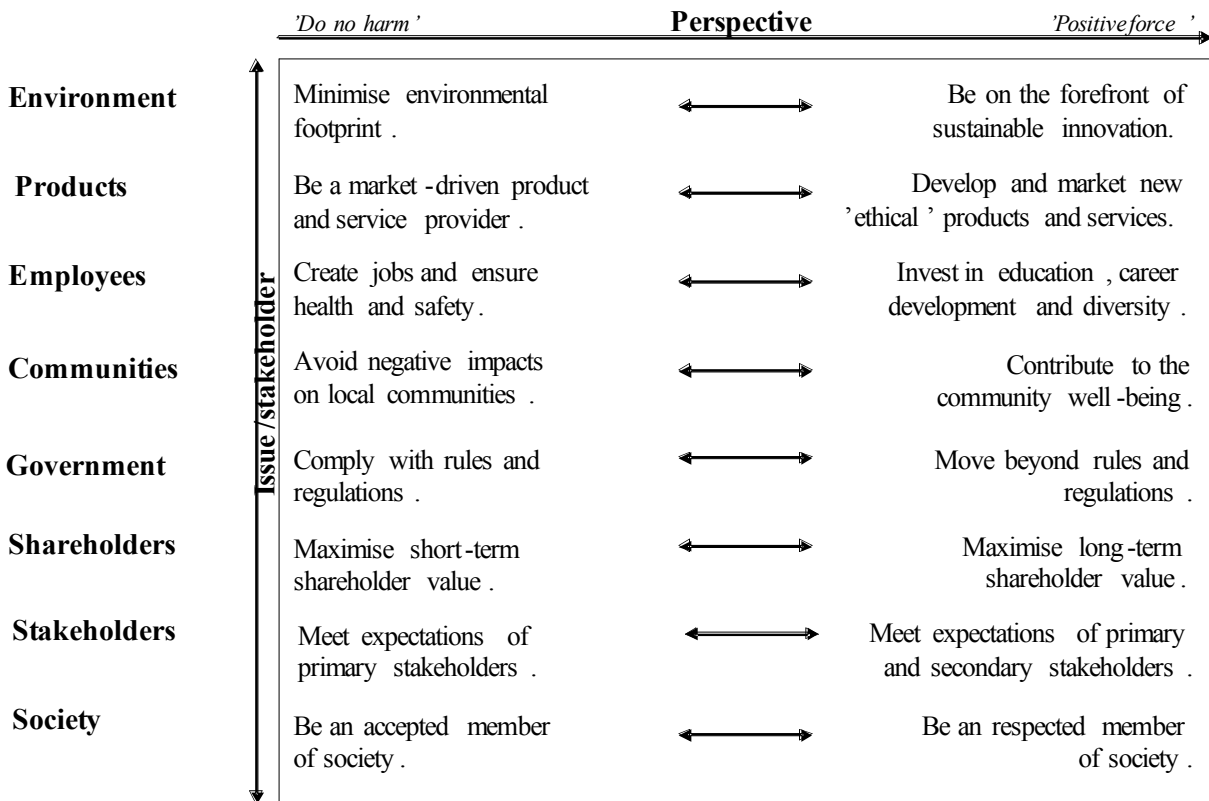 ’Do no harm’ Perspective ’Positive force ’
Issue /stakeholder
Environment
Minimise environmental
footprint .
Be on the forefront of
sustainable innovation.
Products
Be a market -driven product
and service provider .
Develop and market new
’ethical ’ products and services.
Employees
Create jobs and ensure
health and safety .
Invest in education , career
development and diversity .
Communities
Avoid negative impacts
on local communities .
Contribute to the
community well -being .
Government
Comply with rules and
regulations .
Move beyond rules and
regulations .
Shareholders
Maximise short -term
shareholder value .
Maximise long -term
shareholder value .
Stakeholders
Meet expectations of
primary stakeholders .
Meet expectations of primary
and secondary stakeholders .
Society
Be an accepted member
of society .
Be an respected member
of society .